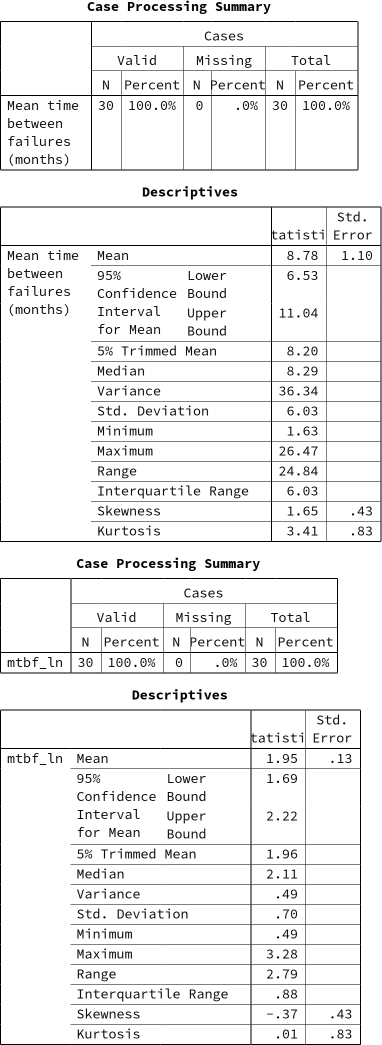 Case Processing Summary
Cases
Valid Missing Total
N Percent N Percent N Percent
Mean time 30 100.0% 0 .0% 30 100.0%
between
failures
(months)
Descriptives
Std.
tatisti Error
Mean time Mean 8.78 1.10
between 95% Lower 6.53
failures Confidence Bound
(months) Interval Upper 11.04
for Mean Bound
5% Trimmed Mean 8.20
Median 8.29
Variance 36.34
Std. Deviation 6.03
Minimum 1.63
Maximum 26.47
Range 24.84
Interquartile Range 6.03
Skewness 1.65 .43
Kurtosis 3.41 .83
Case Processing Summary
Cases
Valid Missing Total
N Percent N Percent N Percent
mtbf_ln 30 100.0% 0 .0% 30 100.0%
Descriptives
Std.
tatisti Error
mtbf_ln Mean 1.95 .13
95% Lower 1.69
Confidence Bound
Interval Upper 2.22
for Mean Bound
5% Trimmed Mean 1.96
Median 2.11
Variance .49
Std. Deviation .70
Minimum .49
Maximum 3.28
Range 2.79
Interquartile Range .88
Skewness -.37 .43
Kurtosis .01 .83